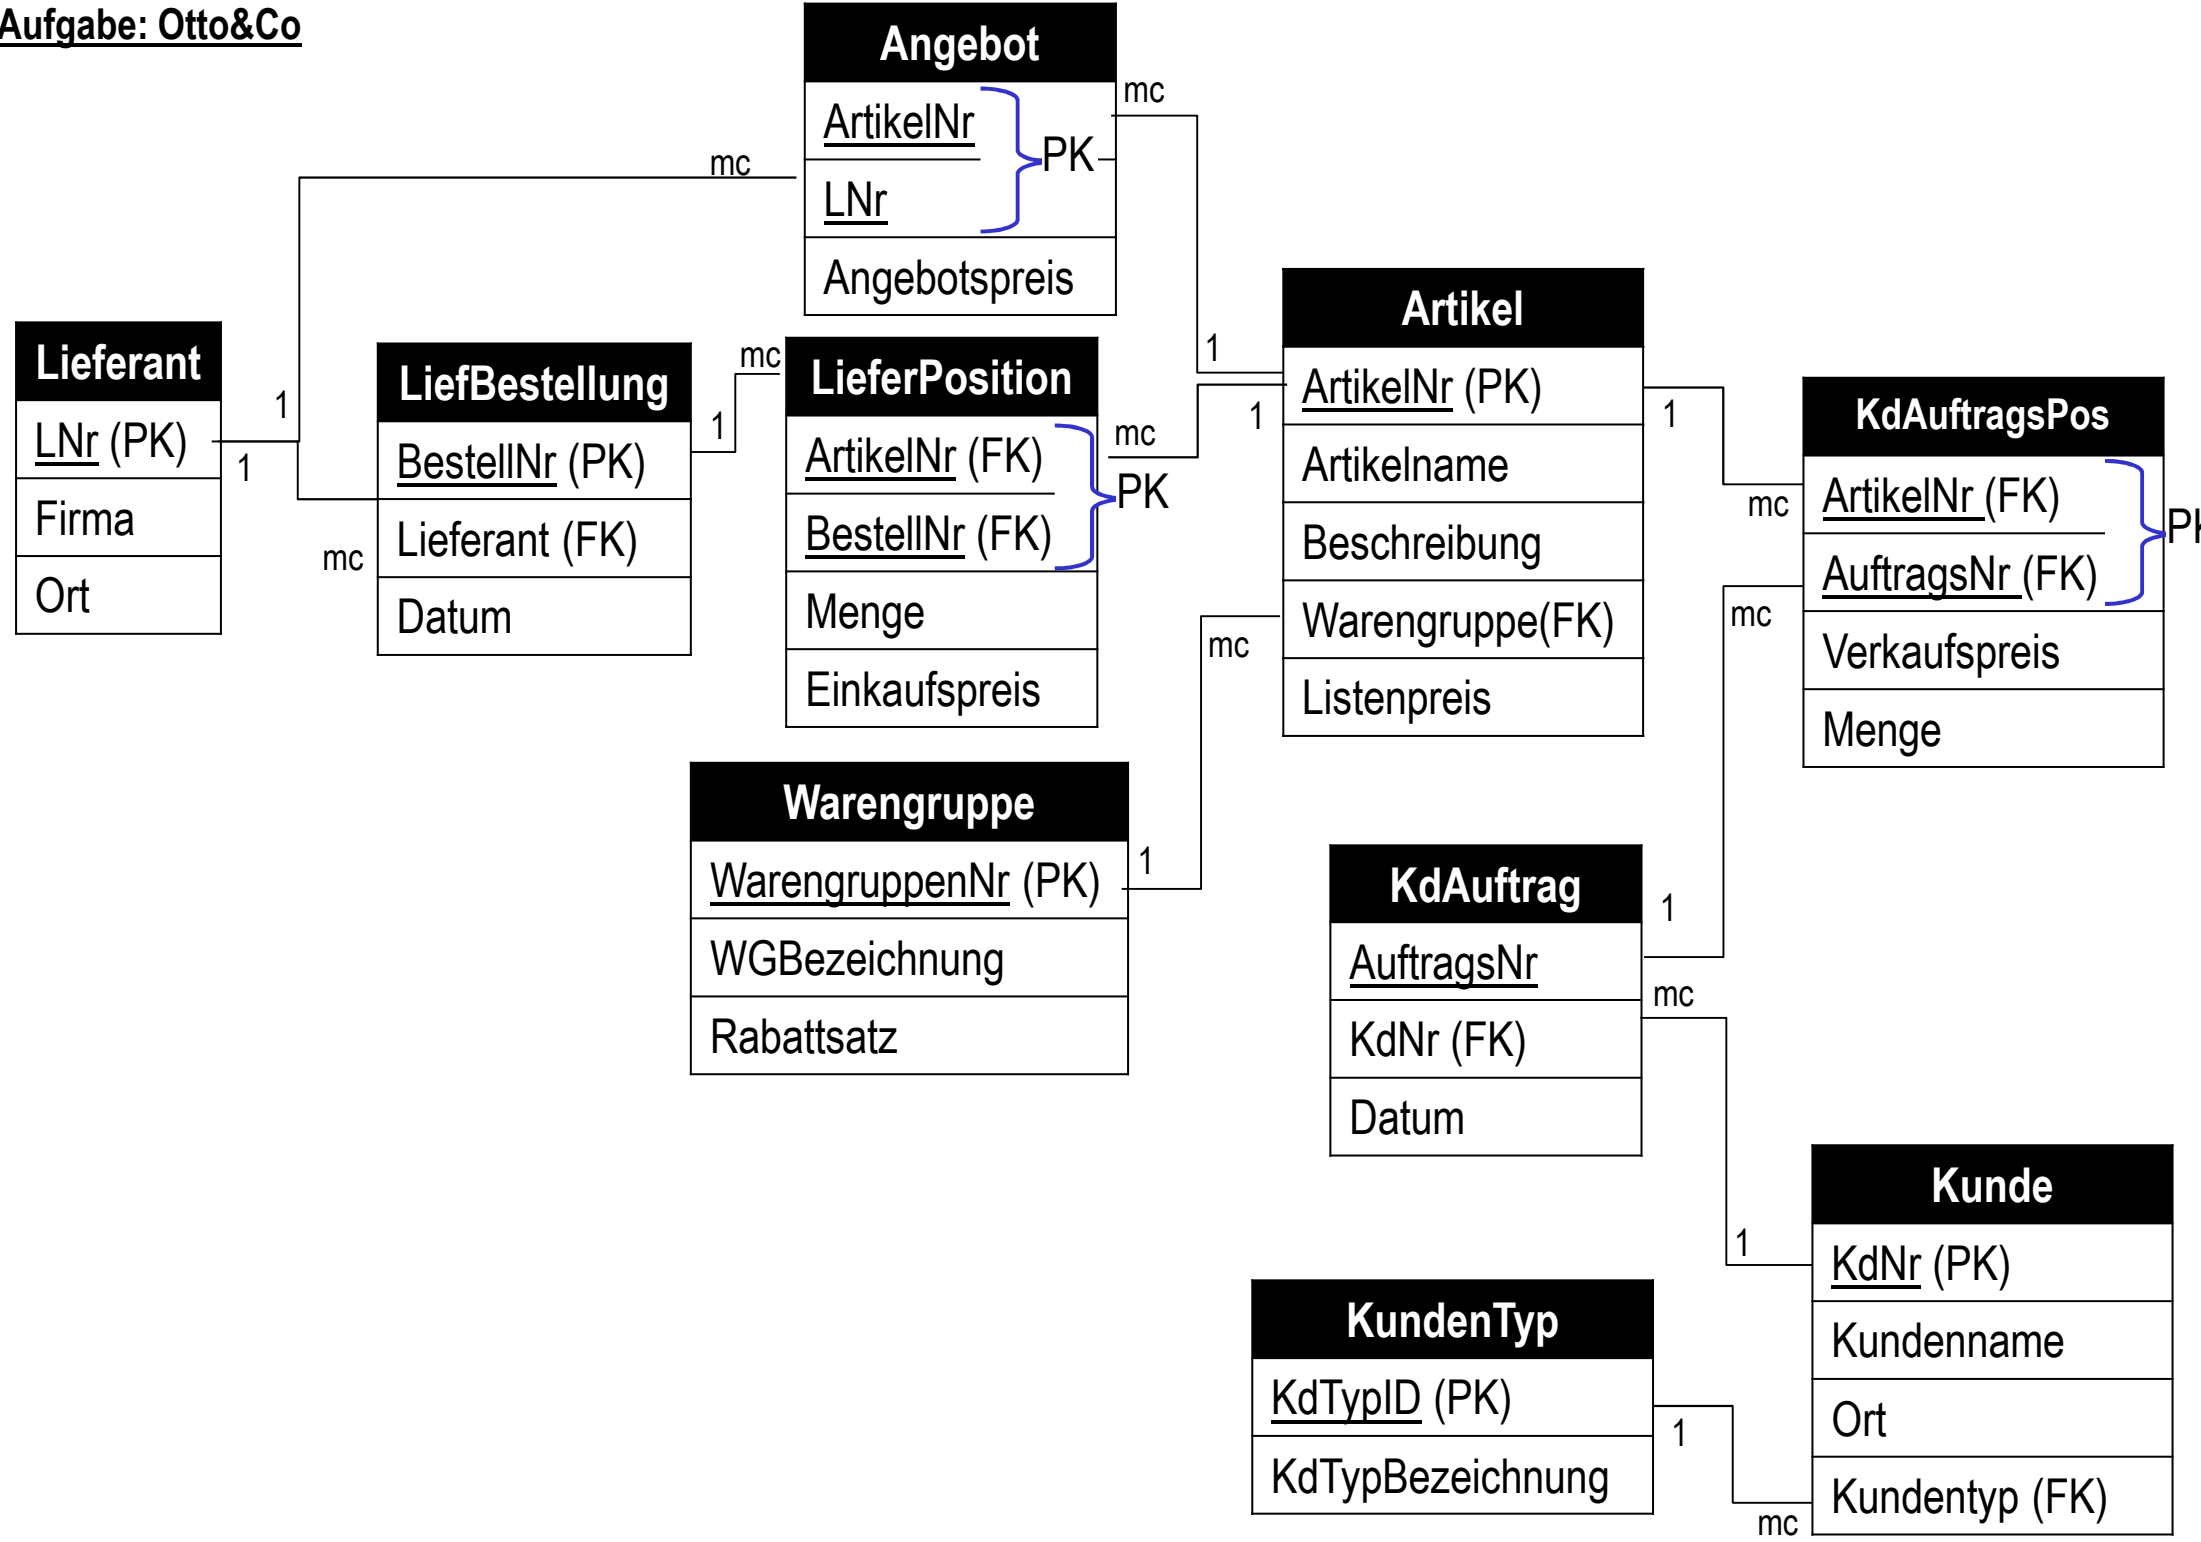 Aufgabe: Otto&Co
Angebot
ArtikelNr
LNr
PK
Angebotspreis
mc
mc
Lieferant
LNr (PK)
Firma
Ort
1
1
mc
LiefBestellung
BestellNr (PK)
Lieferant (FK)
Datum
1
mc
LieferPosition
ArtikelNr (FK)
BestellNr (FK)
PK
Menge
Einkaufspreis
mc
1
1
Artikel
ArtikelNr (PK)
Artikelname
Beschreibung
Warengruppe(FK)
Listenpreis
1
mc
mc
KdAuftragsPos
ArtikelNr (FK)
AuftragsNr (FK)
Verkaufspreis
Menge
mc
Warengruppe
WarengruppenNr (PK)
WGBezeichnung
Rabattsatz
1
KdAuftrag
AuftragsNr
KdNr (FK)
Datum
1
mc
Kunde
KdNr (PK)
Kundenname
Ort
Kundentyp (FK)
1
KundenTyp
KdTypID (PK)
KdTypBezeichnung
1
mc